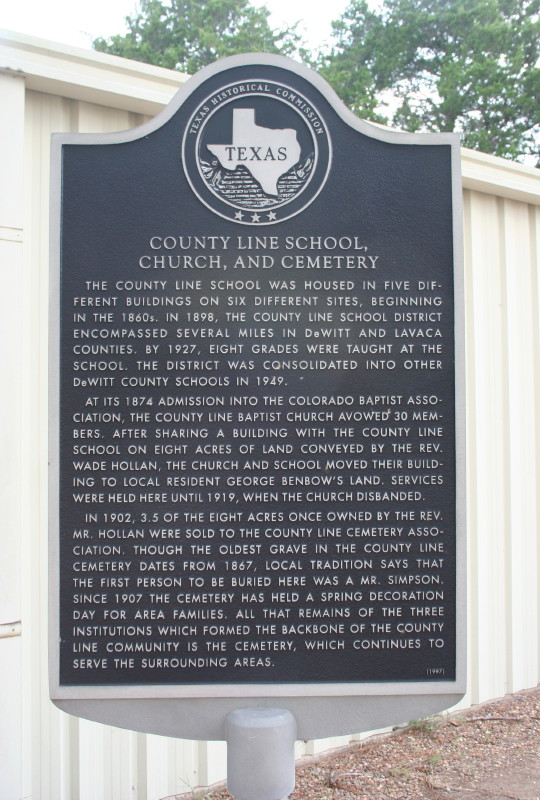 TEXAS HISTORICAL COMMISSION
TEXAS
COUNTY LINE SCHOOL,
CHURCH, AND CEMETERY
THE COUNTY LINE SCHOOL WAS HOUSED IN FIVE DIF-
FERENT BUILDINGS ON SIX DIFFERENT SITES, BEGINNING
IN THE 1860s. IN 1898, THE COUNTY LINE SCHOOL DISTRICT
ENCOMPASSED SEVERAL MILES IN DeWITT AND LAVACA
COUNTIES. BY 1927, EIGHT GRADES WERE TAUGHT AT THE
SCHOOL. THE DISTRICT WAS CONSOLIDATED INTO OTHER
DeWITT COUNTY SCHOOLS IN 1949.
AT ITS 1874 ADMISSION INTO THE COLORADO BAPTIST ASSO-
CIATION, THE COUNTY LINE BAPTIST CHURCH AVOWED 30 MEM-
BERS. AFTER SHARING A BUILDING WITH THE COUNTY LINE
SCHOOL ON EIGHT ACRES OF LAND CONVEYED BY THE REV.
WADE HOLLAN, THE CHURCH AND SCHOOL MOVED THEIR BUILD-
ING TO LOCAL RESIDENT GEORGE BENBOW'S LAND. SERVICES
WERE HELD HERE UNTIL 1919, WHEN THE CHURCH DISBANDED.
IN 1902, 3.5 OF THE EIGHT ACRES ONCE OWNED BY THE REV.
MR. HOLLAN WERE SOLD TO THE COUNTY LINE CEMETERY ASSO-
CIATION. THOUGH THE OLDEST GRAVE IN THE COUNTY LINE
CEMETERY DATES FROM 1867, LOCAL TRADITION SAYS THAT
THE FIRST PERSON TO BE BURIED HERE WAS A MR. SIMPSON.
SINCE 1907 THE CEMETERY HAS HELD A SPRING DECORATION
DAY FOR AREA FAMILIES. ALL THAT REMAINS OF THE THREE
INSTITUTIONS WHICH FORMED THE BACKBONE OF THE COUNTY
LINE COMMUNITY IS THE CEMETERY, WHICH CONTINUES TO
SERVE THE SURROUNDING AREAS.
(1997)